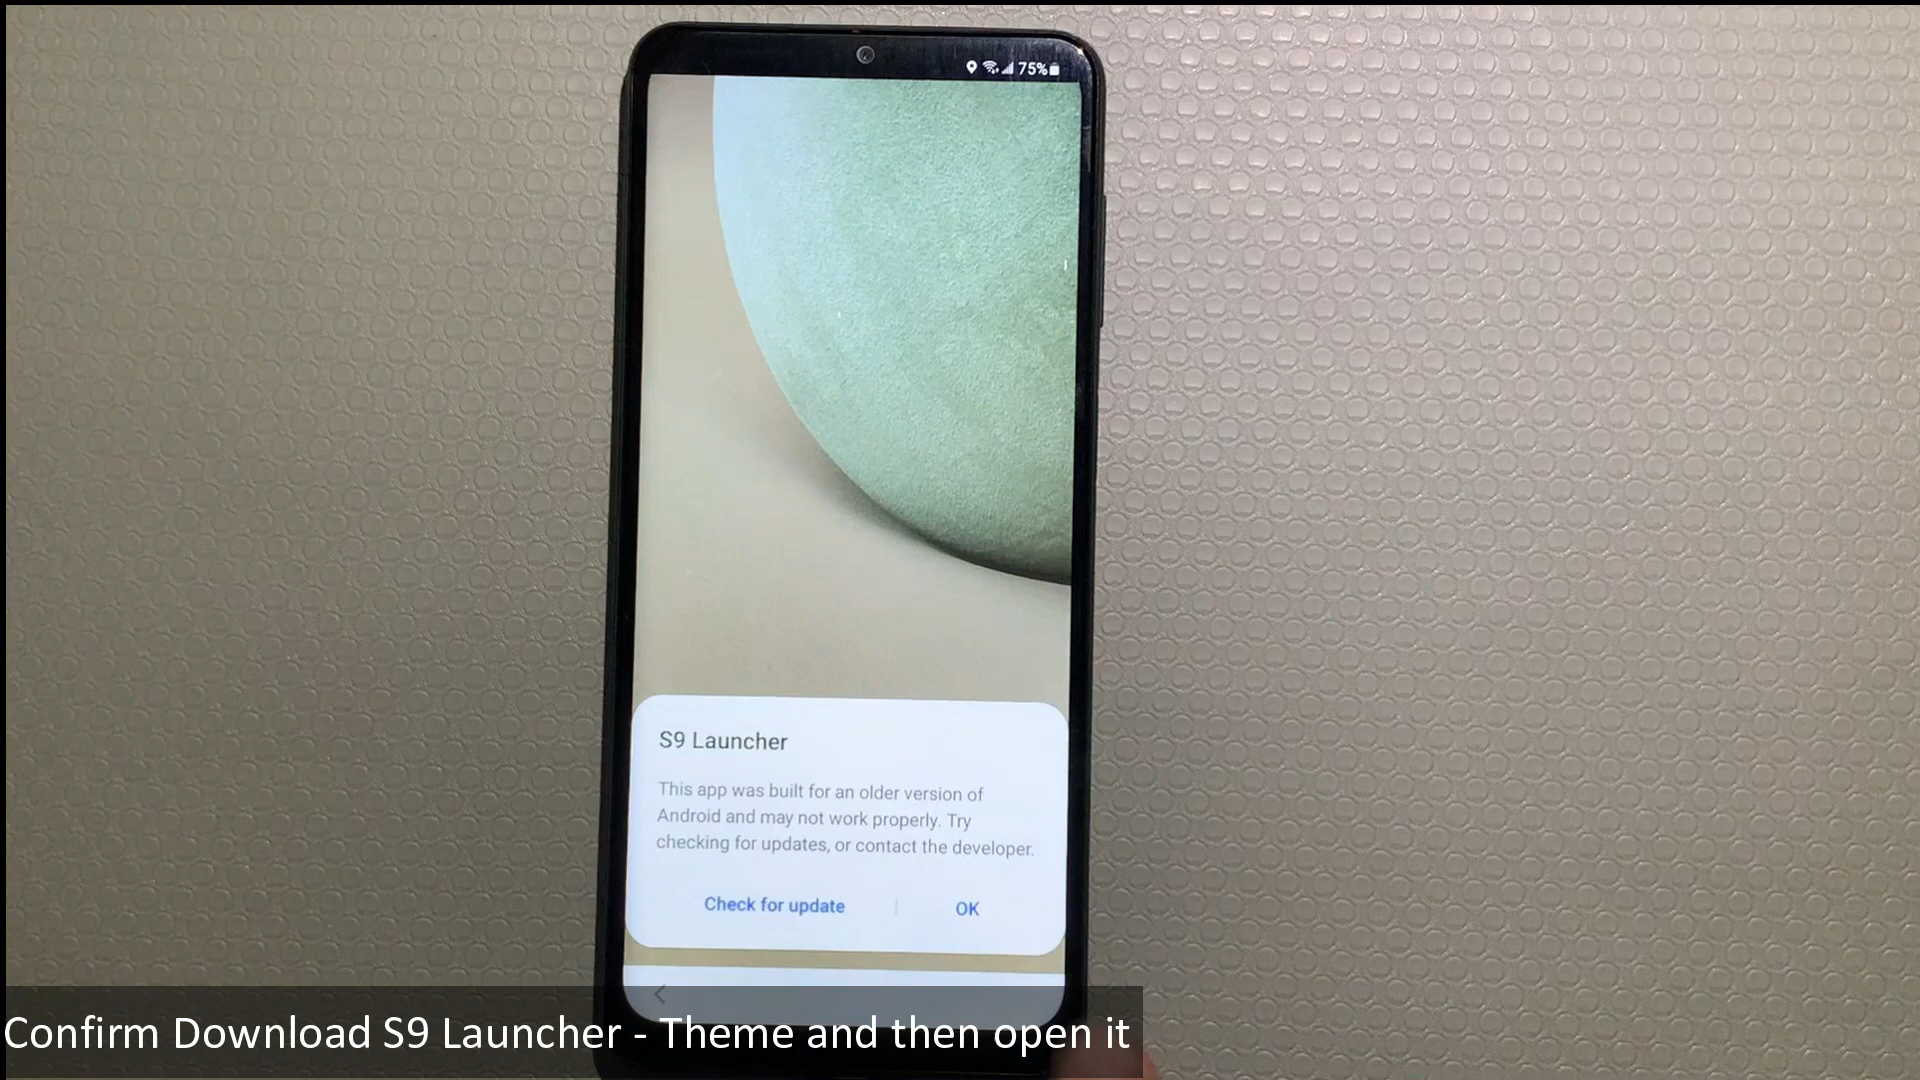 75%
S9 Launcher
This app was built for an older version of
Android and may not work properly. Try
checking for updates, or contact the developer.
Check for update | OK
Confirm Download S9 Launcher - Theme and then open it